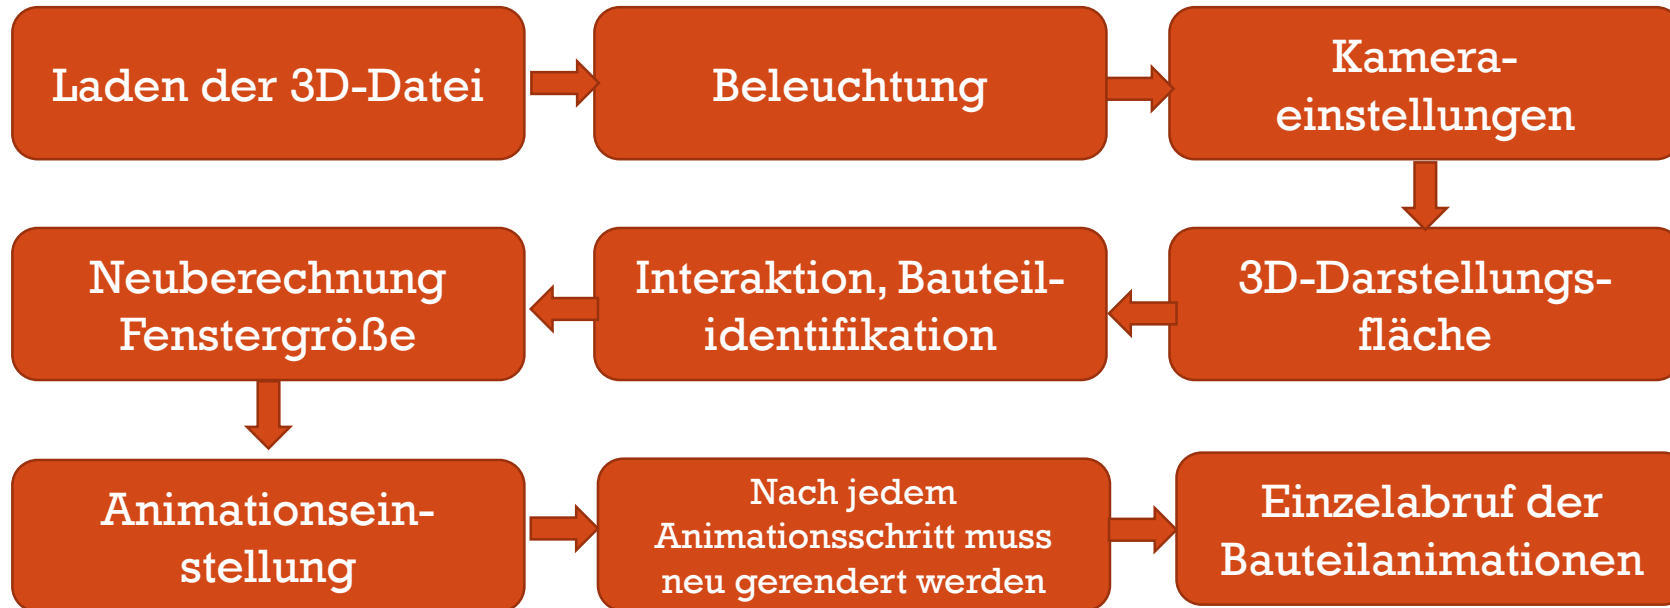 Laden der 3D-Datei
Beleuchtung
Kamera-
einstellungen
3D-Darstellungs-
fläche
Interaktion, Bauteil-
identifikation
Neuberechnung
Fenstergröße
Animationsein-
stellung
Nach jedem
Animationsschritt muss
neu gerendert werden
Einzelabruf der
Bauteilanimationen